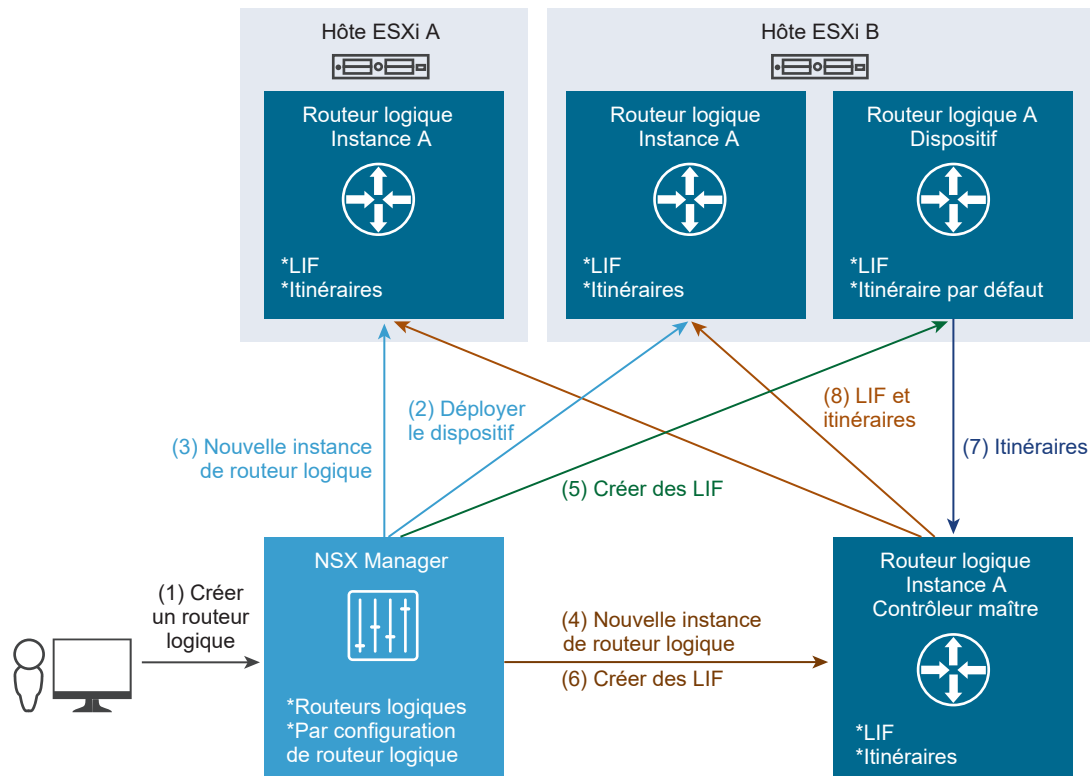 Hôte ESXi A
Hôte ESXi B
Routeur logique
Instance A
*LIF
*Itinéraires
Routeur logique
Instance A
*LIF
*Itinéraires
Routeur logique A
Dispositif
*LIF
*Itinéraire par défaut
(2) Déployer
le dispositif
(8) LIF et
itinéraires
(3) Nouvelle instance
de routeur logique
(7) Itinéraires
(5) Créer des LIF
(1) Créer
un routeur
logique
NSX Manager
*Routeurs logiques
*Par configuration
de routeur logique
(4) Nouvelle instance
de routeur logique
(6) Créer des LIF
Routeur logique
Instance A
Contrôleur maître
*LIF
*Itinéraires